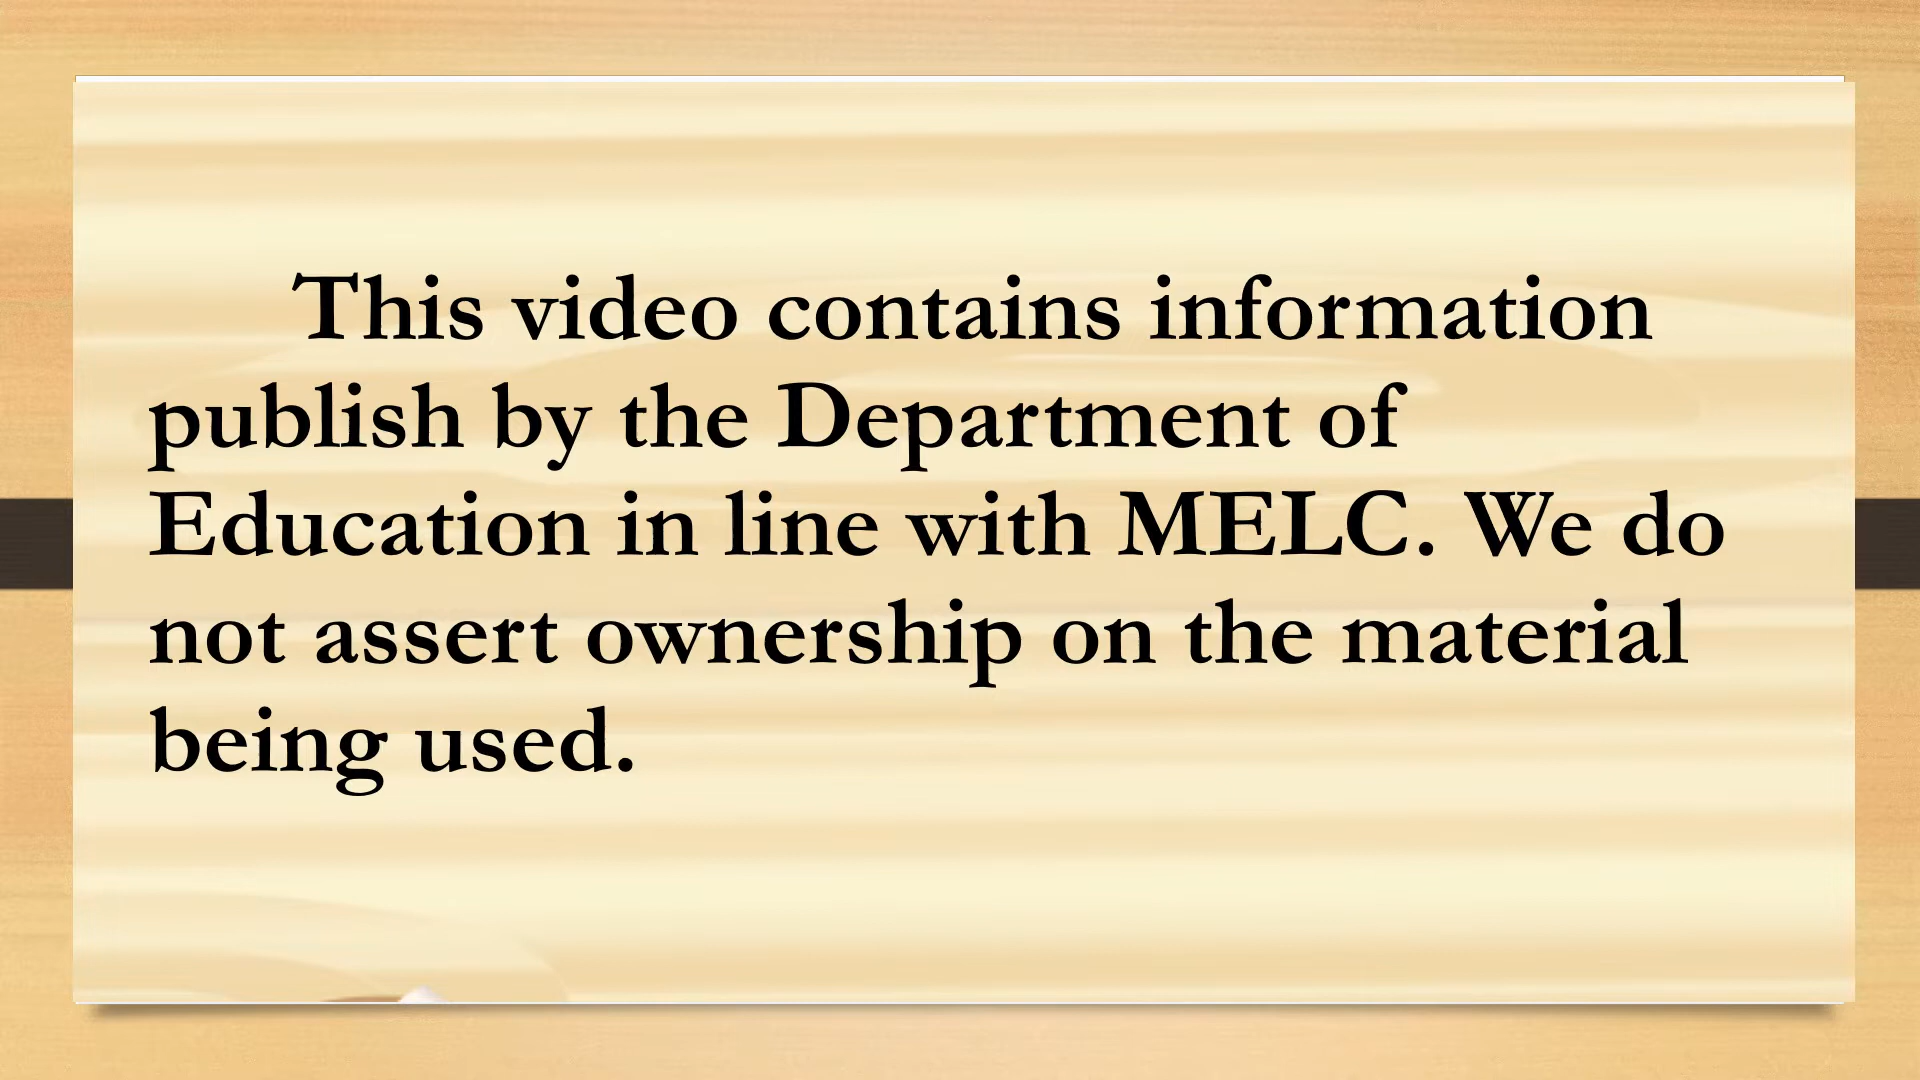 This video contains information
publish by the Department of
Education in line with MELC. We do
not assert ownership on the material
being used.